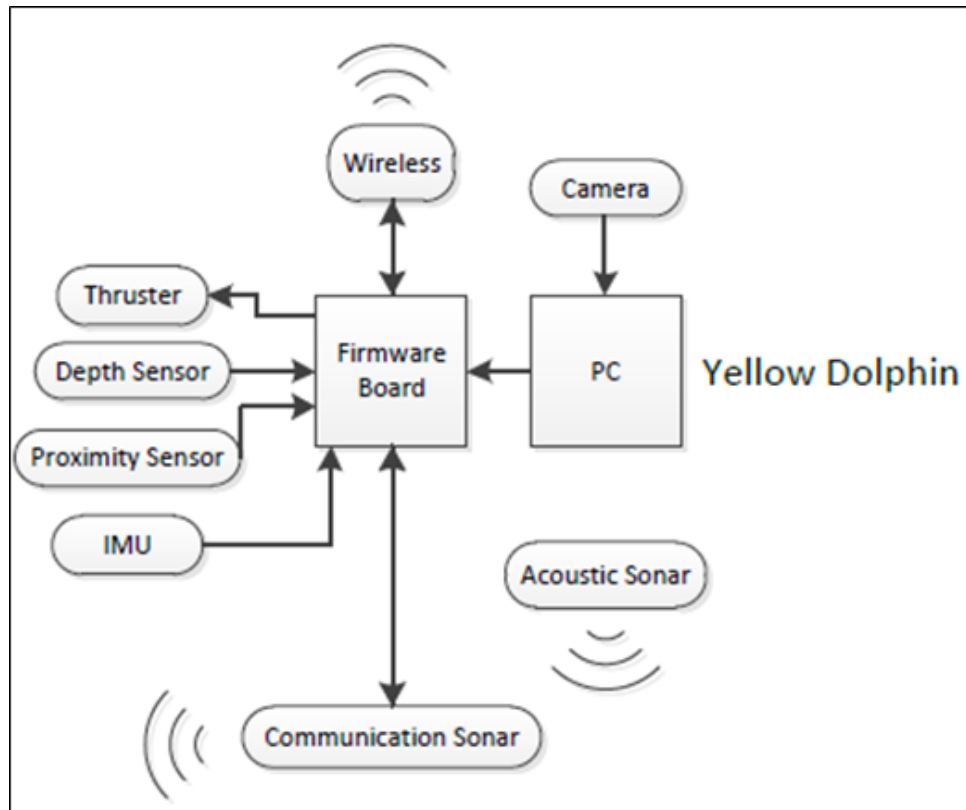 Wireless
Camera
Thruster
Firmware
Board
PC
Yellow Dolphin
Depth Sensor
Proximity Sensor
IMU
Acoustic Sonar
Communication Sonar